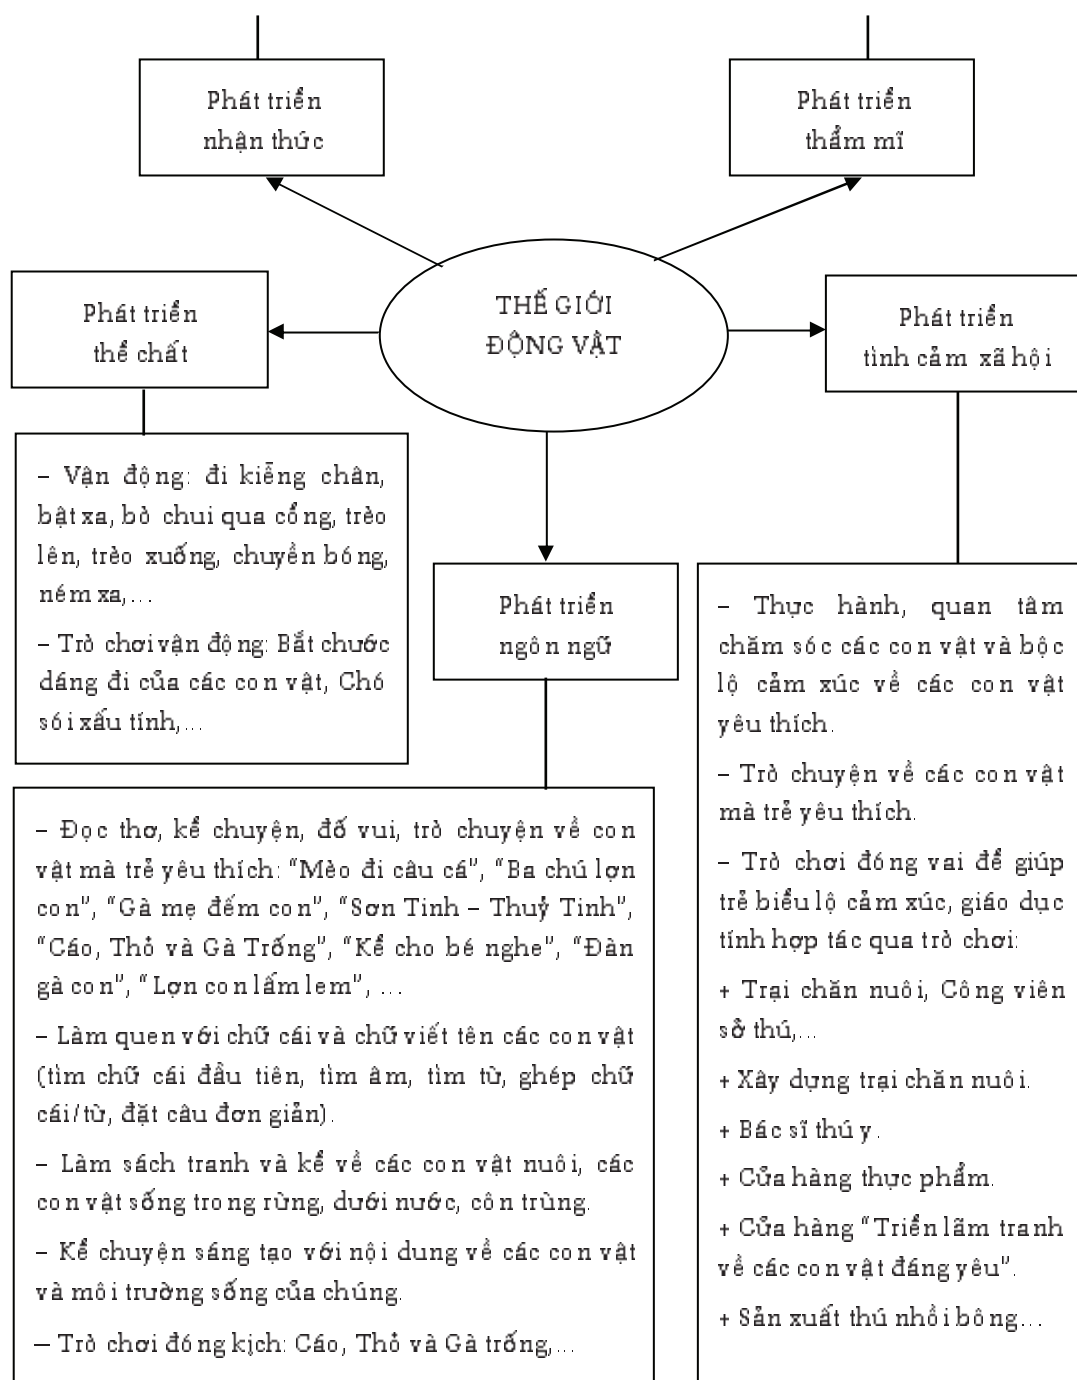 Phát triển
nhận thức
Phát triển
thẩm mĩ
THẾ GIỚI
ĐỘNG VẬT
Phát triển
thể chất
Phát triển
tình cảm xã hội
– Vận động: đi kiễng chân,
bật xa, bò chui qua cổng, trèo
lên, trèo xuống, chuyền bóng,
ném xa,...
– Trò chơi vận động: Bắt chước
dáng đi của các con vật, Chó
sói xấu tính,...
Phát triển
ngôn ngữ
– Đọc thơ, kể chuyện, đố vui, trò chuyện về con
vật mà trẻ yêu thích: “Mèo đi câu cá”, “Ba chú lợn
con”, “Gà mẹ đếm con”, “Sơn Tinh – Thuỷ Tinh”,
“Cáo, Thỏ và Gà Trống”, “Kể cho bé nghe”, “Đàn
gà con”, “Lợn con lấm lem”, ...
– Làm quen với chữ cái và chữ viết tên các con vật
(tìm chữ cái đầu tiên, tìm âm, tìm từ, ghép chữ
cái/từ, đặt câu đơn giản).
– Làm sách tranh và kể về các con vật nuôi, các
con vật sống trong rừng, dưới nước, côn trùng.
– Kể chuyện sáng tạo với nội dung về các con vật
và môi trường sống của chúng.
– Trò chơi đóng kịch: Cáo, Thỏ và Gà trống,...
– Thực hành, quan tâm
chăm sóc các con vật và bộc
lộ cảm xúc về các con vật
yêu thích.
– Trò chuyện về các con vật
mà trẻ yêu thích.
– Trò chơi đóng vai để giúp
trẻ biểu lộ cảm xúc, giáo dục
tính hợp tác qua trò chơi:
+ Trại chăn nuôi, Công viên
sở thú,...
+ Xây dựng trại chăn nuôi.
+ Bác sĩ thú y.
+ Cửa hàng thực phẩm.
+ Cửa hàng “Triển lãm tranh
về các con vật đáng yêu”.
+ Sản xuất thú nhồi bông...